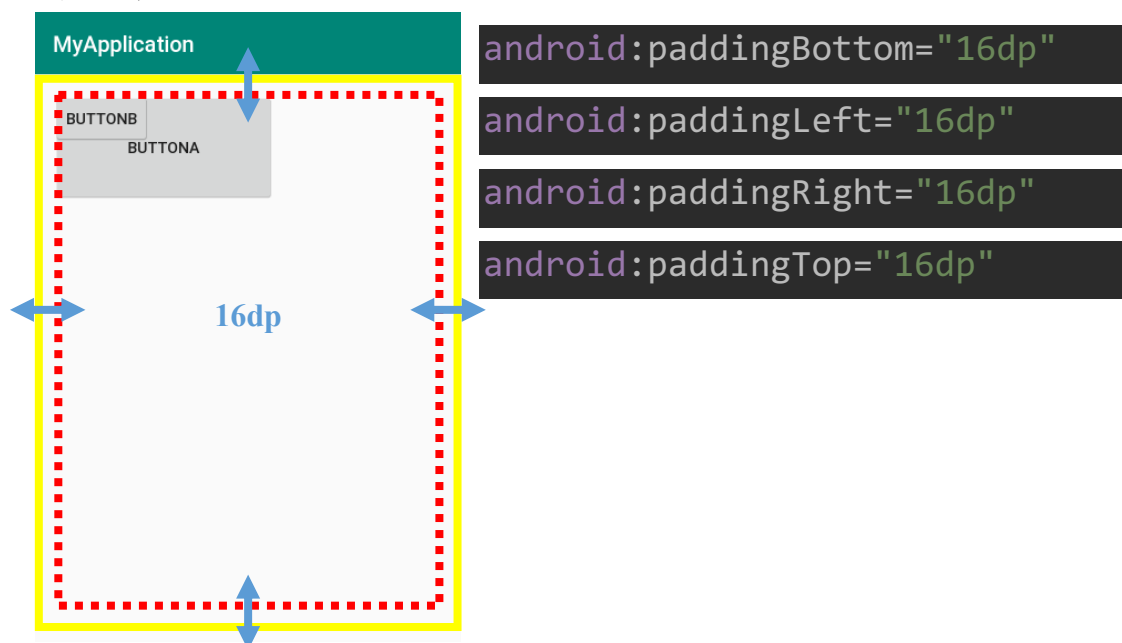 MyApplication
BUTTONB
BUTTONA
16dp
android:paddingBottom="16dp"
android:paddingLeft="16dp"
android:paddingRight="16dp"
android:paddingTop="16dp"